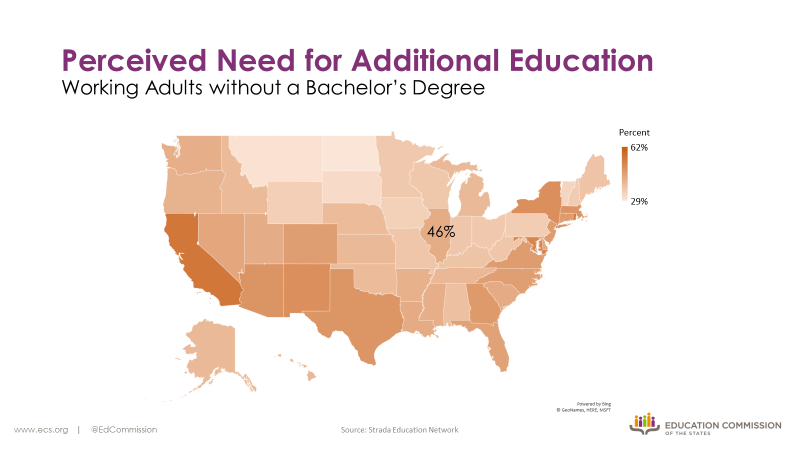 Perceived Need for Additional Education
Working Adults without a Bachelor's Degree
Percent
62%
29%
46%
Powered by Bing
© GeoNames, HERE, MSFT
www.ecs.org | @EdCommission
Source: Strada Education Network
EDUCATION COMMISSION
OF THE STATES